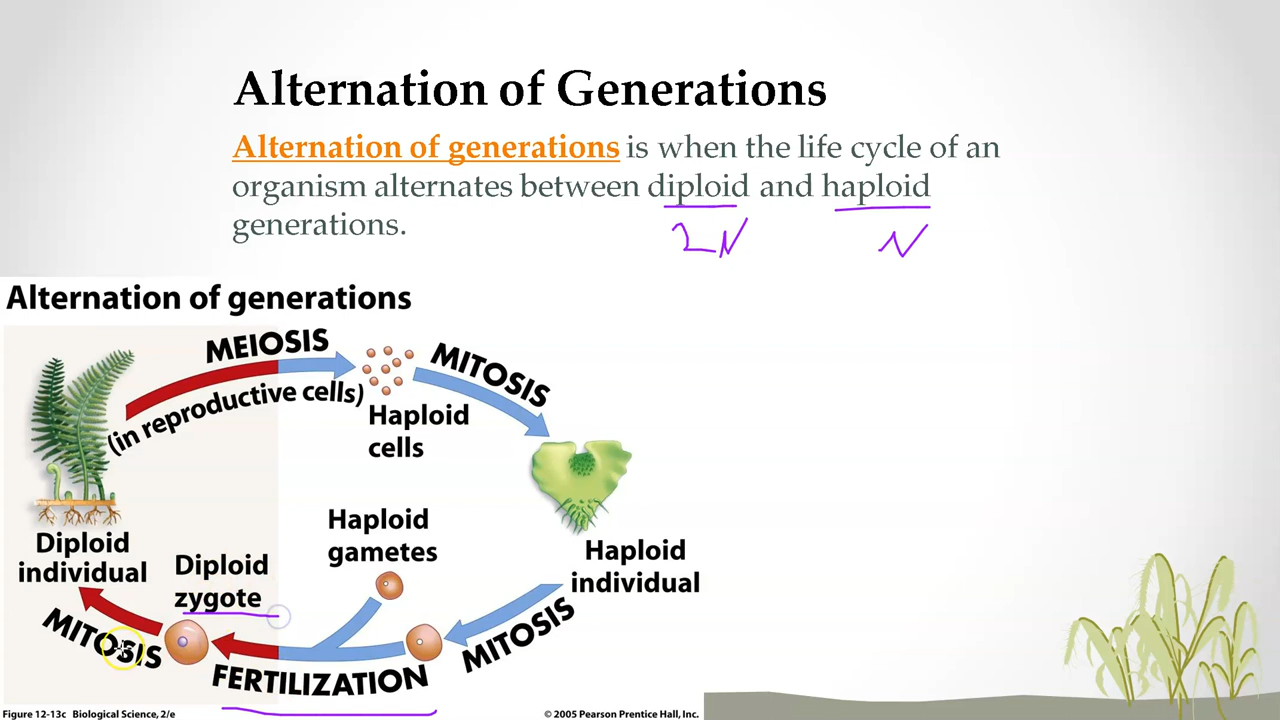 Alternation of Generations
Alternation of generations is when the life cycle of an
organism alternates between diploid and haploid
generations.
2N N
Alternation of generations
MEIOSIS
(in reproductive cells)
MITOSIS
Haploid
cells
Haploid
gametes
Diploid
individual
Diploid
zygote
Haploid
individual
MITOSIS
FERTILIZATION
MITOSIS
Figure 12-13c Biological Science, 2/e
© 2005 Pearson Prentice Hall, Inc.